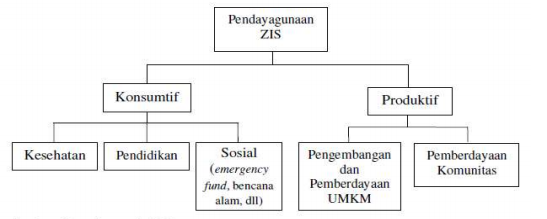 Pendayagunaan
ZIS
Konsumtif
Produktif
Kesehatan
Pendidikan
Sosial
(emergency
fund, bencana
alam, dll)
Pengembangan
dan
Pemberdayaan
UMKM
Pemberdayaan
Komunitas